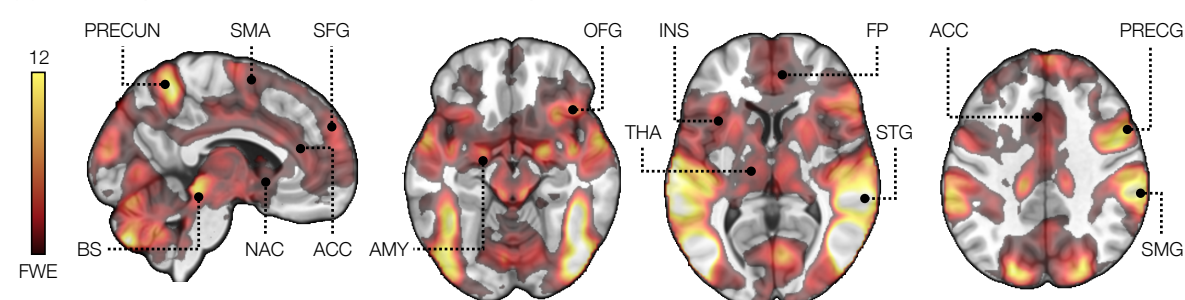 PRECUN SMA SFG OFG INS FP ACC PRECG
12
THA STG
BS NAC ACC AMY SMG
FWE